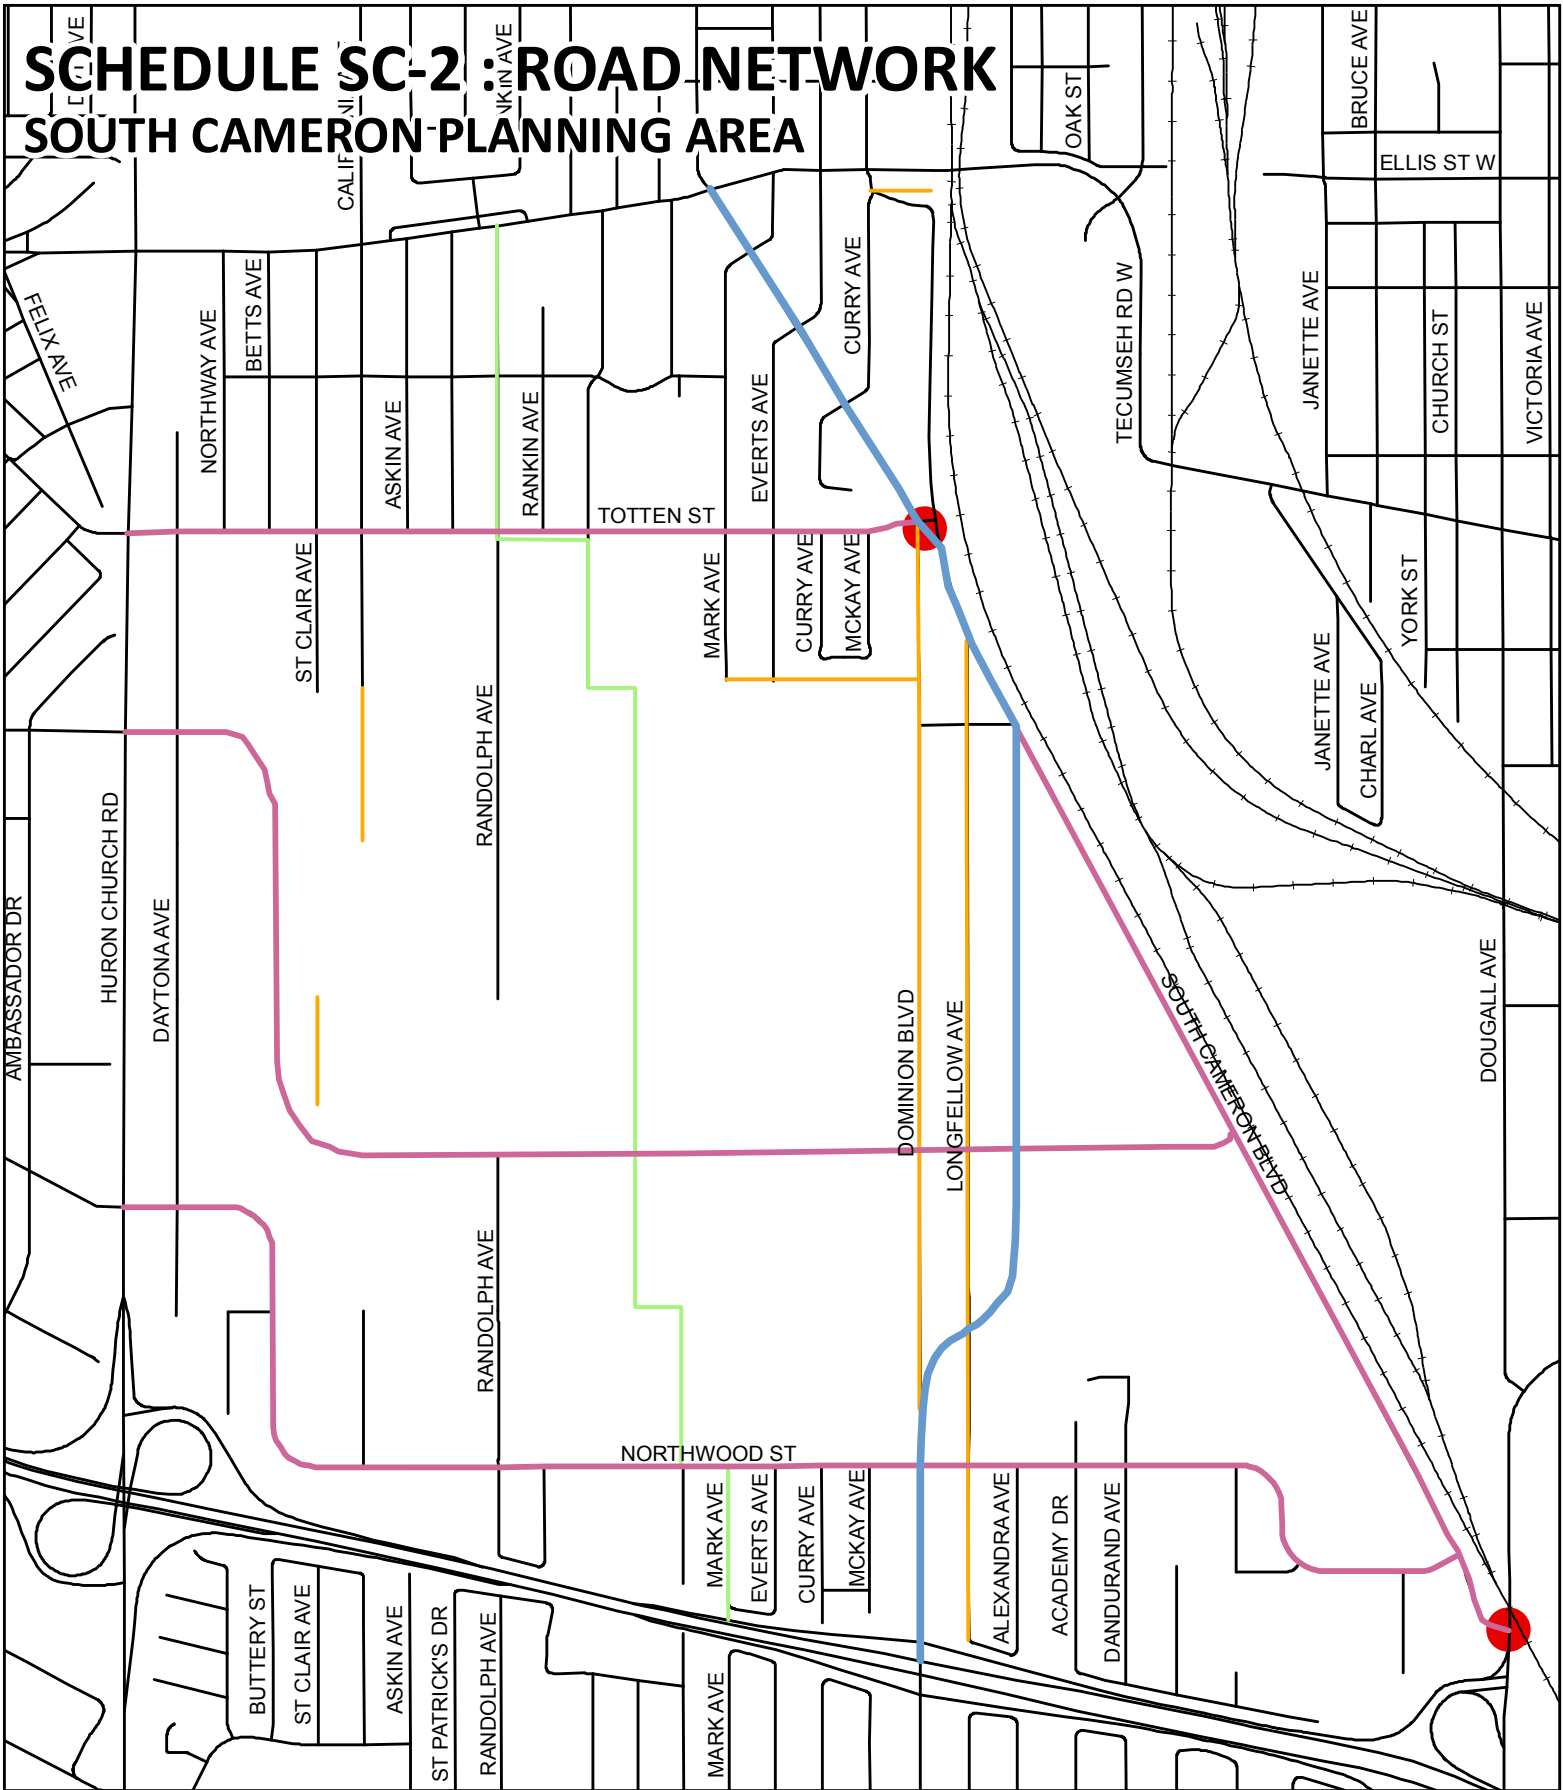 SCHEDULE SC-2 : ROAD NETWORK
SOUTH CAMERON PLANNING AREA
OAK ST
BRUCE AVE
ELLIS ST W
FELIX AVE
NORTHWAY AVE
BETTS AVE
ASKIN AVE
RANKIN AVE
EVERTS AVE
CURRY AVE
TECUMSEH RD W
JANETTE AVE
CHURCH ST
VICTORIA AVE
TOTTEN ST
ST CLAIR AVE
MARK AVE
CURRY AVE
MCKAY AVE
YORK ST
JANETTE AVE
CHARL AVE
RANDOLPH AVE
HURON CHURCH RD
AMBASSADOR DR
DAYTONA AVE
DOMINION BLVD
LONGFELLOW AVE
SOUTH CAMERON BLVD
DOUGALL AVE
RANDOLPH AVE
NORTHWOOD ST
MARK AVE
EVERTS AVE
CURRY AVE
MCKAY AVE
ALEXANDRA AVE
ACADEMY DR
DANDURAND AVE
BUTTERY ST
ST CLAIR AVE
ASKIN AVE
ST PATRICK'S DR
RANDOLPH AVE
MARK AVE